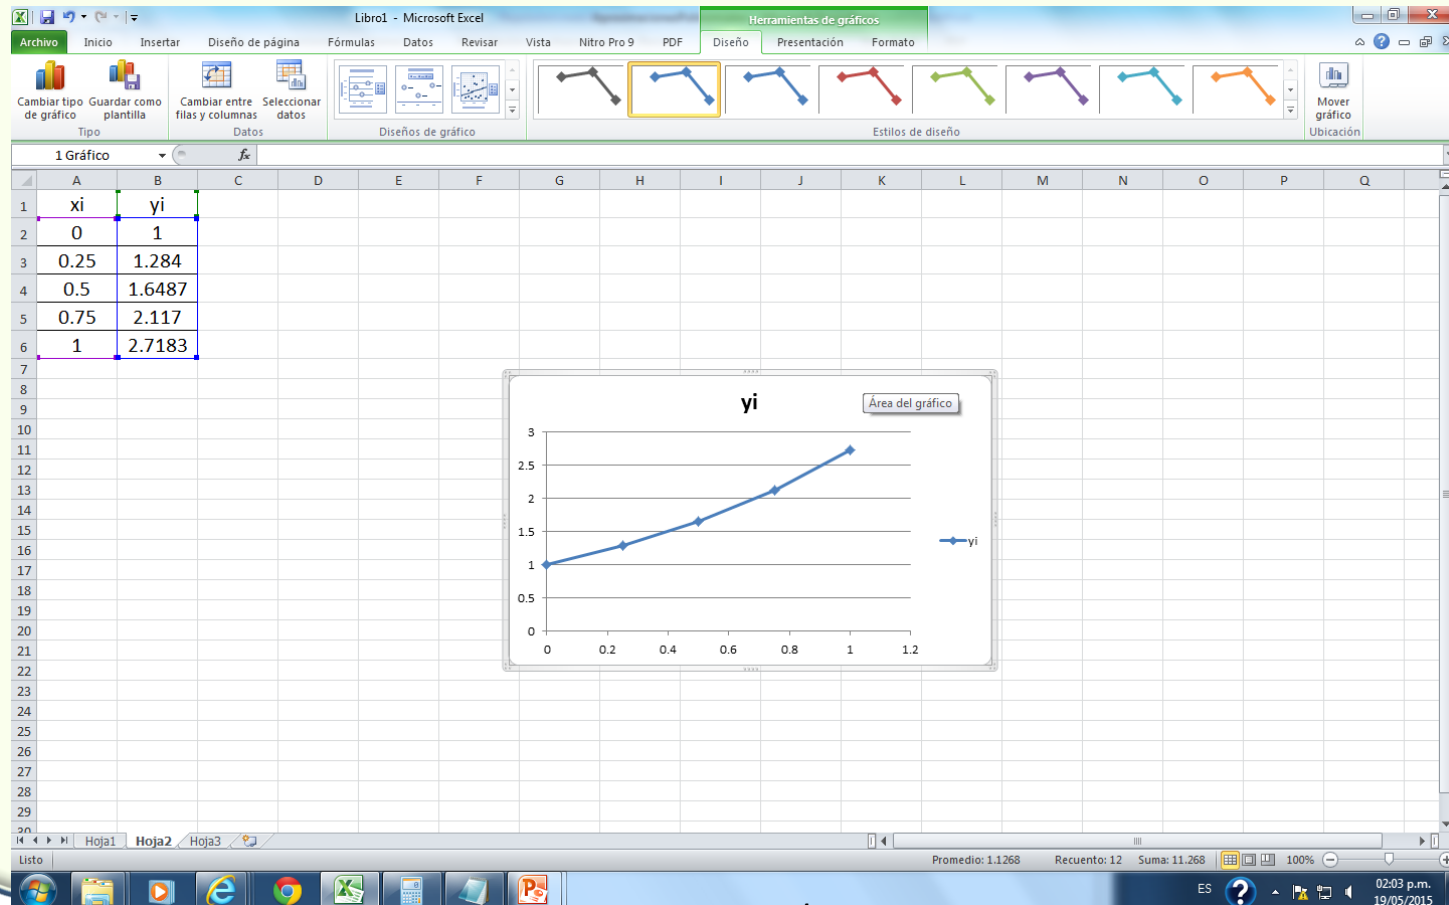 Libro1 - Microsoft Excel
Herramientas de gráficos
Archivo Inicio Insertar Diseño de página Fórmulas Datos Revisar Vista Nitro Pro 9 PDF Diseño Presentación Formato
Cambiar tipo de gráfico
Guardar como plantilla
Cambiar entre filas y columnas
Seleccionar datos
Mover gráfico
Tipo Datos Diseños de gráfico Estilos de diseño Ubicación
1 Gráfico fx
A B C D E F G H I J K L M N O P Q
1 xi yi
2 0 1
3 0.25 1.284
4 0.5 1.6487
5 0.75 2.117
6 1 2.7183
7
8
9
10
11
12
13
14
15
16
17
18
19
20
21
22
23
24
25
26
27
28
29
30
yi
Área del gráfico
3
2.5
2
1.5
1
0.5
0
0 0.2 0.4 0.6 0.8 1 1.2
yi
Hoja1 Hoja2 Hoja3
Listo Promedio: 1.1268 Recuento: 12 Suma: 11.268 100%
ES 02:03 p.m.
19/05/2015